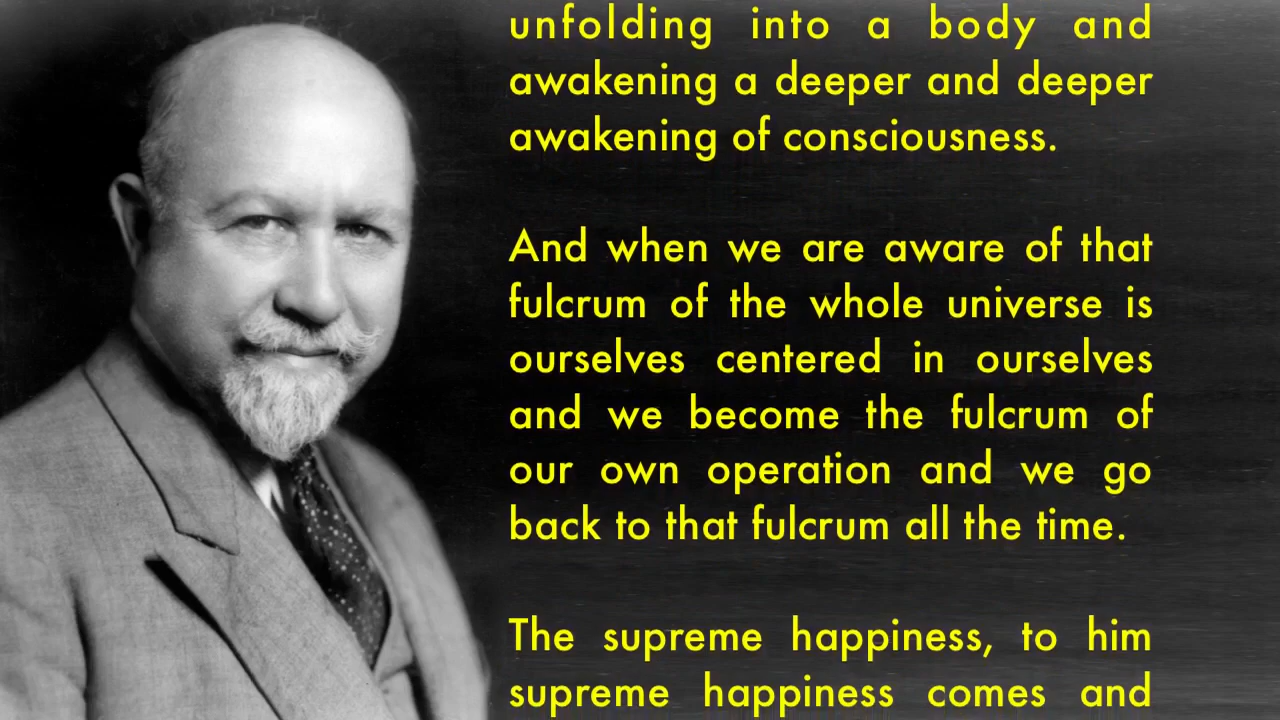 unfolding into a body and
awakening a deeper and deeper
awakening of consciousness.
And when we are aware of that
fulcrum of the whole universe is
ourselves centered in ourselves
and we become the fulcrum of
our own operation and we go
back to that fulcrum all the time.
The supreme happiness, to him
supreme happiness comes and